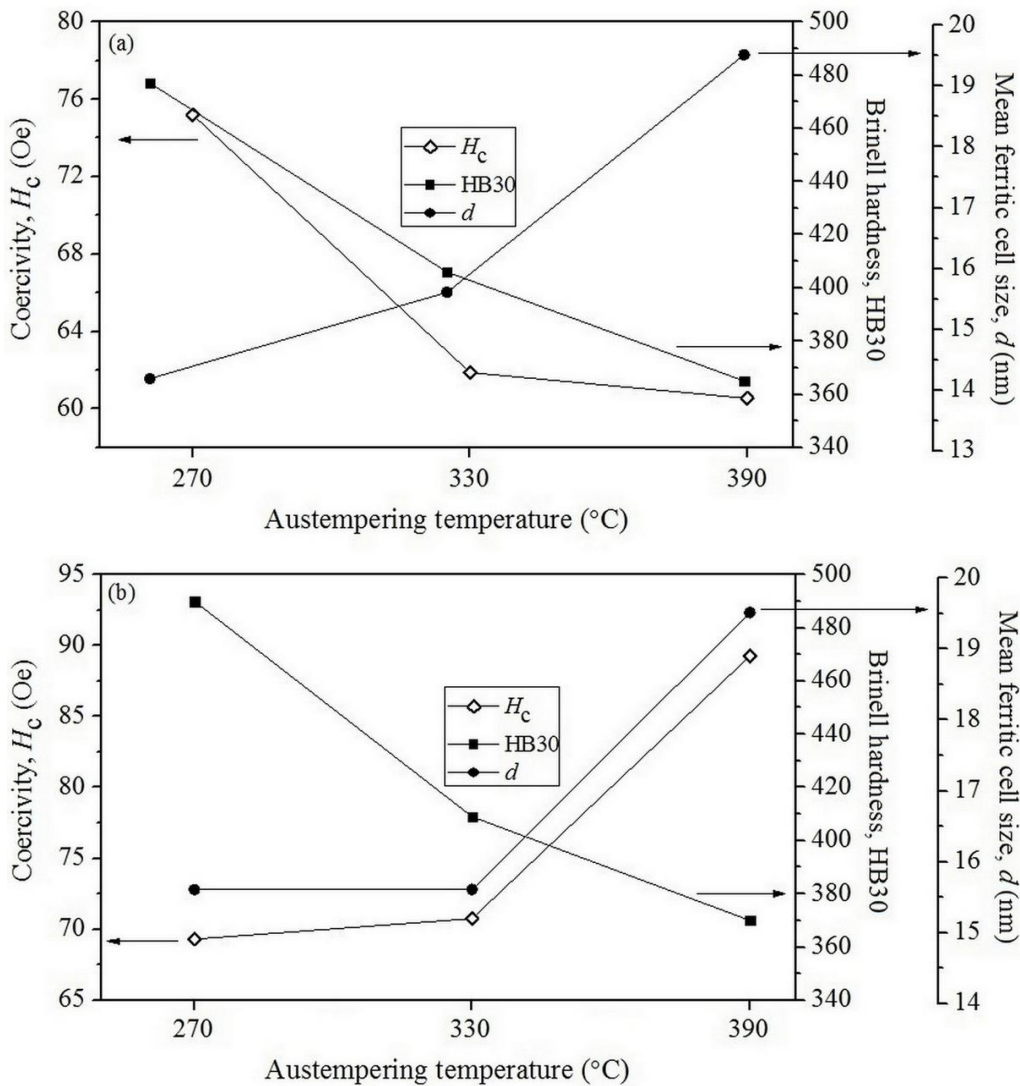 (a)
80
76
72
68
64
60
Coercivity, Hc (Oe)
Hc
HB30
d
500
480
460
440
420
400
380
360
340
Brinell hardness, HB30
20
19
18
17
16
15
14
13
Mean ferritic cell size, d (nm)
270 330 390
Austempering temperature (°C)
(b)
95
90
85
80
75
70
65
Coercivity, Hc (Oe)
Hc
HB30
d
500
480
460
440
420
400
380
360
340
Brinell hardness, HB30
20
19
18
17
16
15
14
Mean ferritic cell size, d (nm)
270 330 390
Austempering temperature (°C)